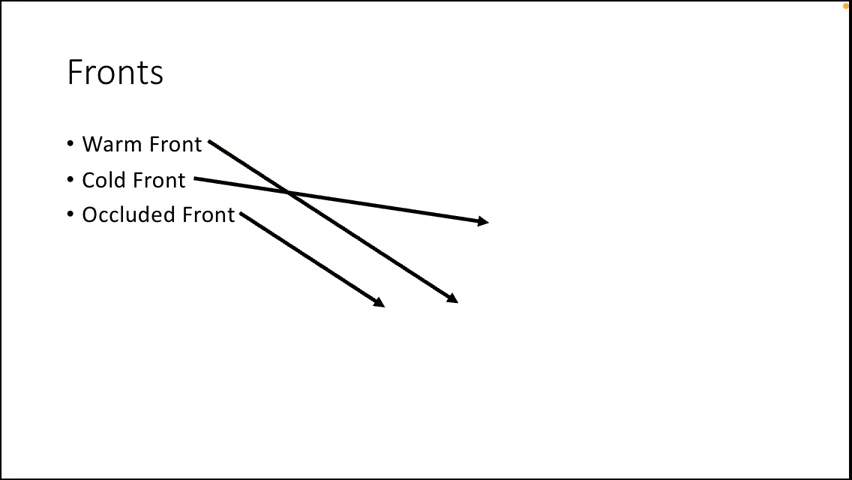 Fronts
• Warm Front
• Cold Front
• Occluded Front